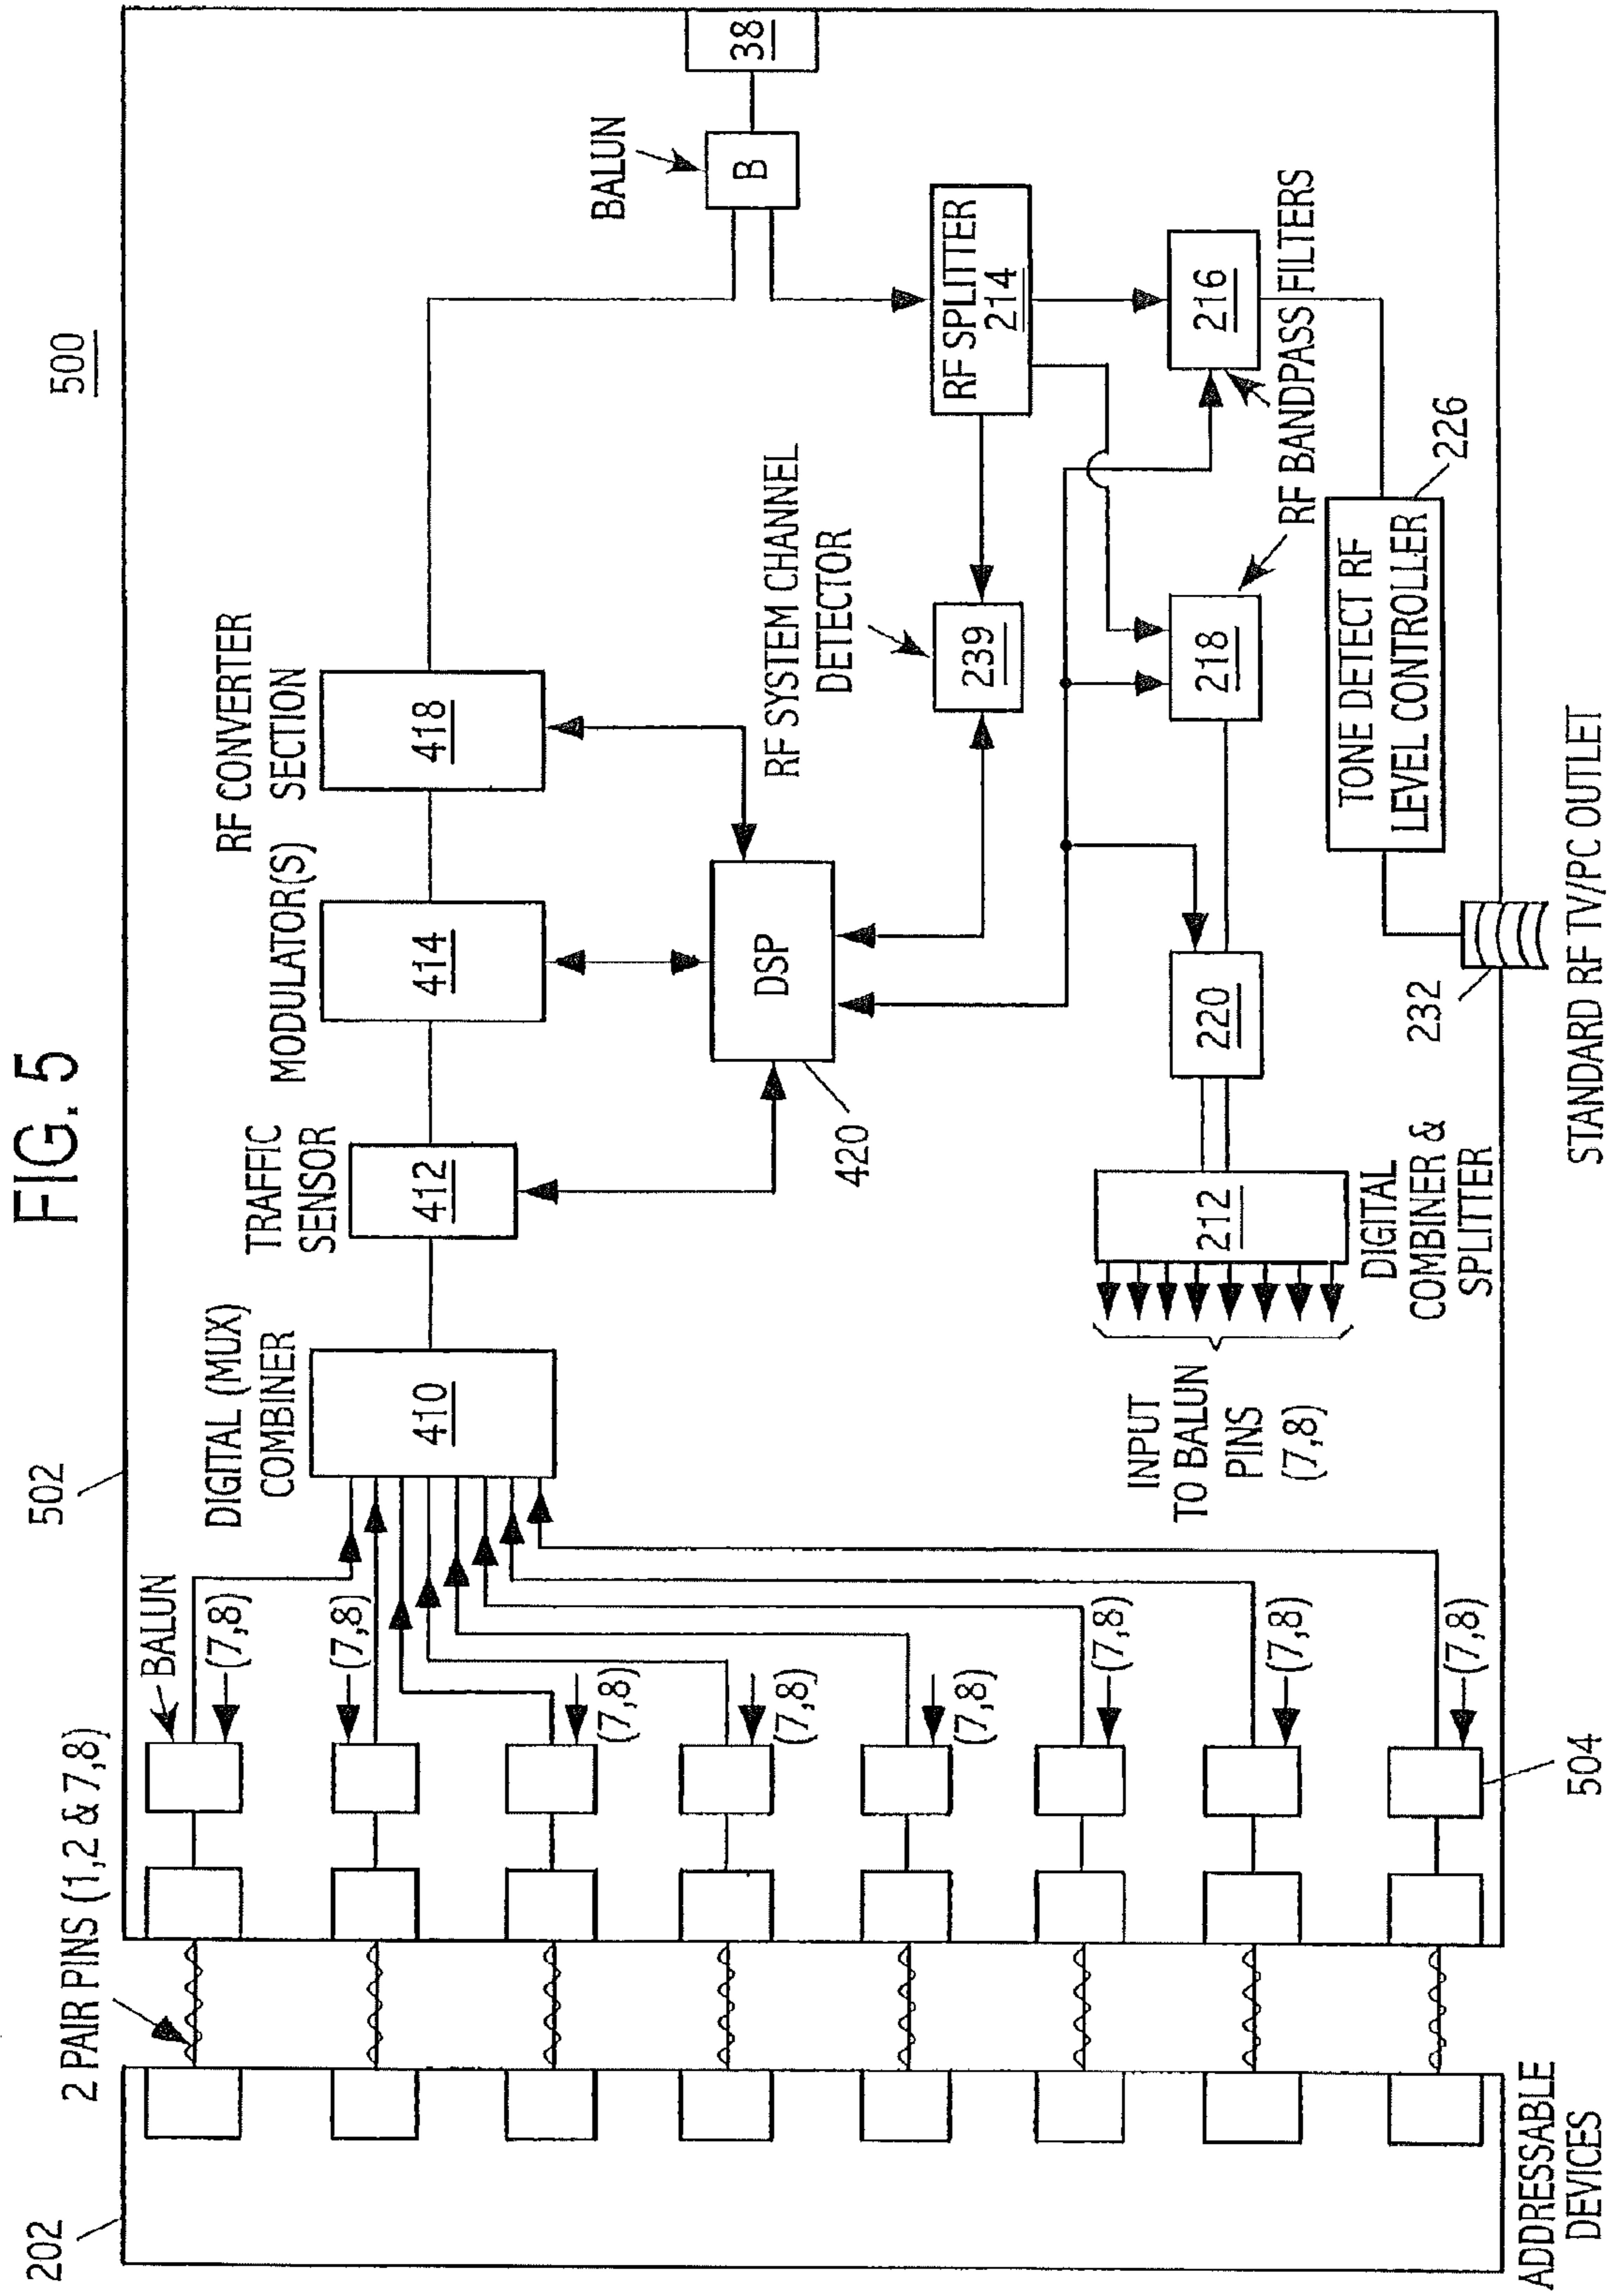 FIG. 5
500
202
2 PAIR PINS (1,2 & 7,8)
502
BALUN
(7,8)
(7,8)
(7,8)
(7,8)
(7,8)
(7,8)
(7,8)
(7,8)
504
ADDRESSABLE
DEVICES
DIGITAL (MUX)
COMBINER
410
TRAFFIC
SENSOR
412
MODULATOR(S)
414
RF CONVERTER
SECTION
418
BALUN
B
38
DSP
420
RF SYSTEM CHANNEL
DETECTOR
239
RF SPLITTER
214
216
218
RF BANDPASS FILTERS
220
212
DIGITAL
COMBINER &
SPLITTER
INPUT
TO BALUN
PINS
(7,8)
TONE DETECT RF
LEVEL CONTROLLER
226
232
STANDARD RF TV/PC OUTLET